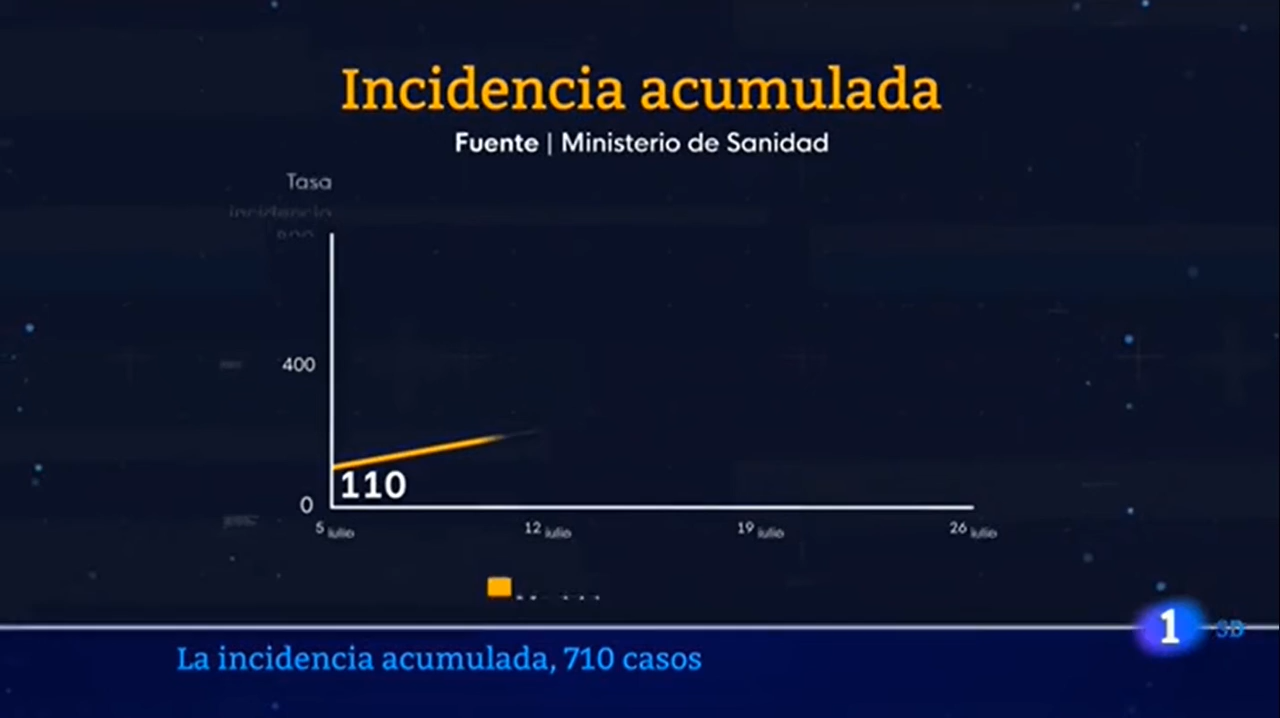 Incidencia acumulada
Fuente | Ministerio de Sanidad
Tasa
incidencia
400
110
0
5 julio 12 julio 19 julio 26 julio
1
La incidencia acumulada, 710 casos